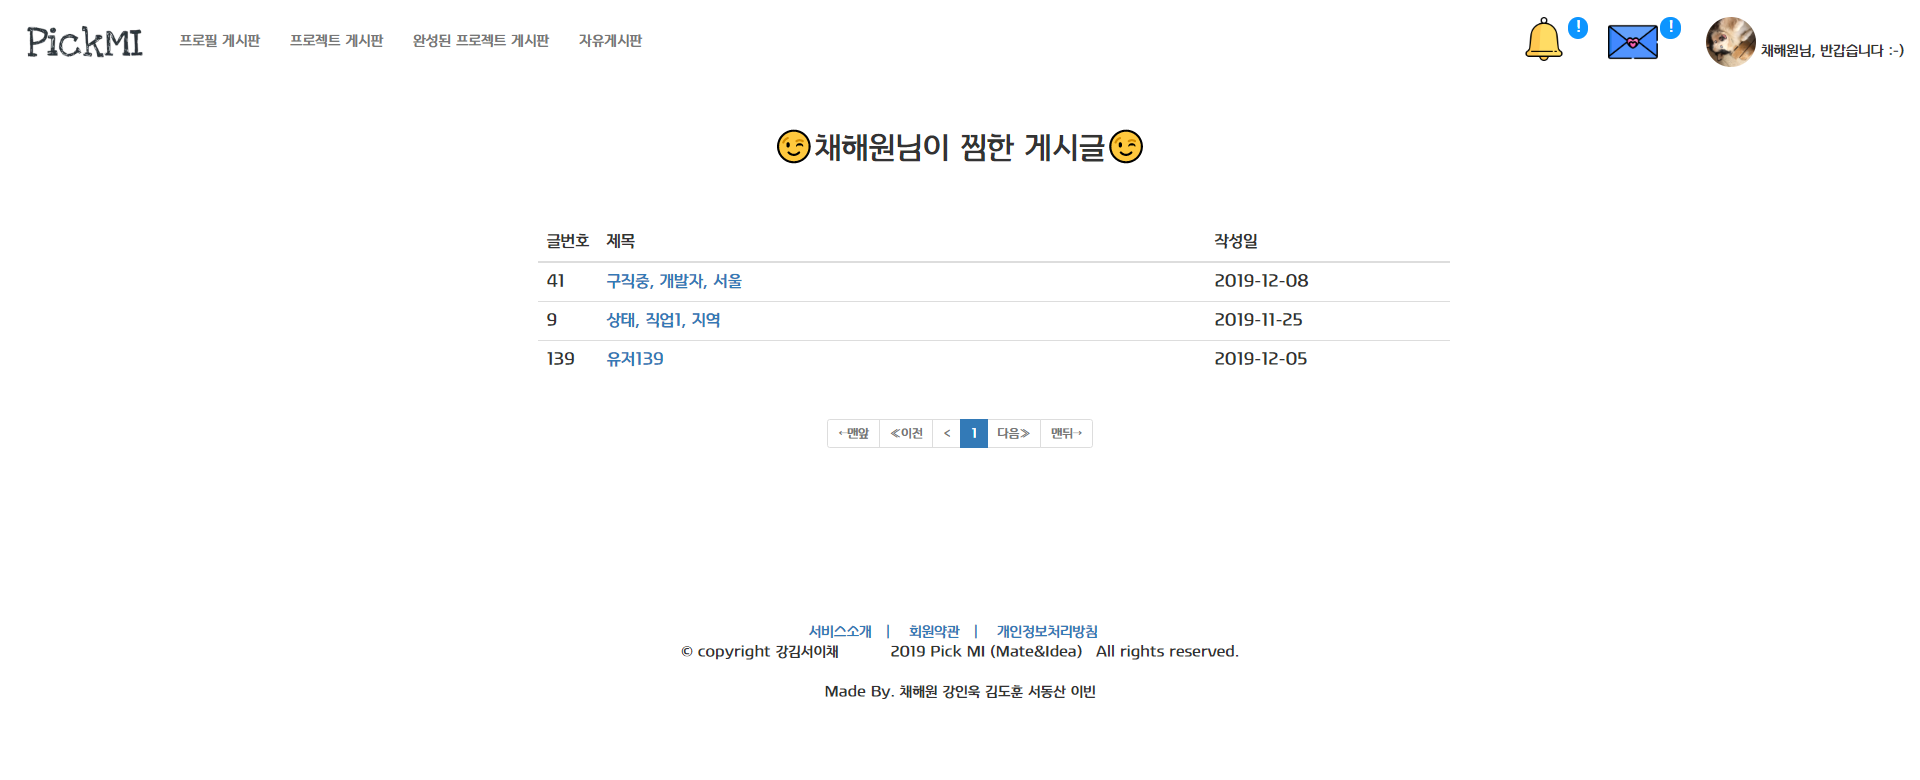 PickMI 프로필 게시판 프로젝트 게시판 완성된 프로젝트 게시판 자유게시판 ! ! 채해원님, 반갑습니다 :-)
채해원님이 찜한 게시글
글번호 제목 작성일
41 구직중, 개발자, 서울 2019-12-08
9 상태, 직업1, 지역 2019-11-25
139 유저139 2019-12-05
←맨앞 ≪이전 < 1 다음≫ 맨뒤→
서비스소개 | 회원약관 | 개인정보처리방침
© copyright 강김서이채 2019 Pick MI (Mate&Idea) All rights reserved.
Made By. 채해원 강인욱 김도훈 서동산 이빈